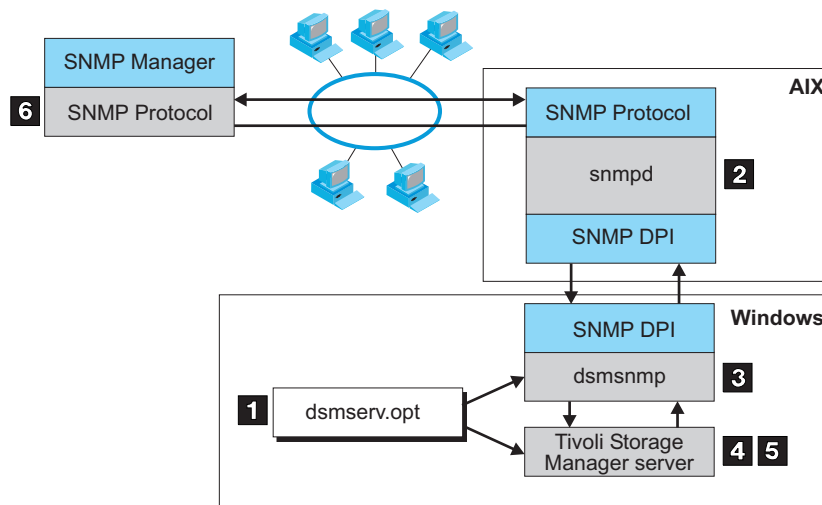 SNMP Manager
6
SNMP Protocol
AIX
SNMP Protocol
snmpd
2
SNMP DPI
Windows
SNMP DPI
dsmsnmp
3
1
dsmserv.opt
Tivoli Storage
Manager server
4 5